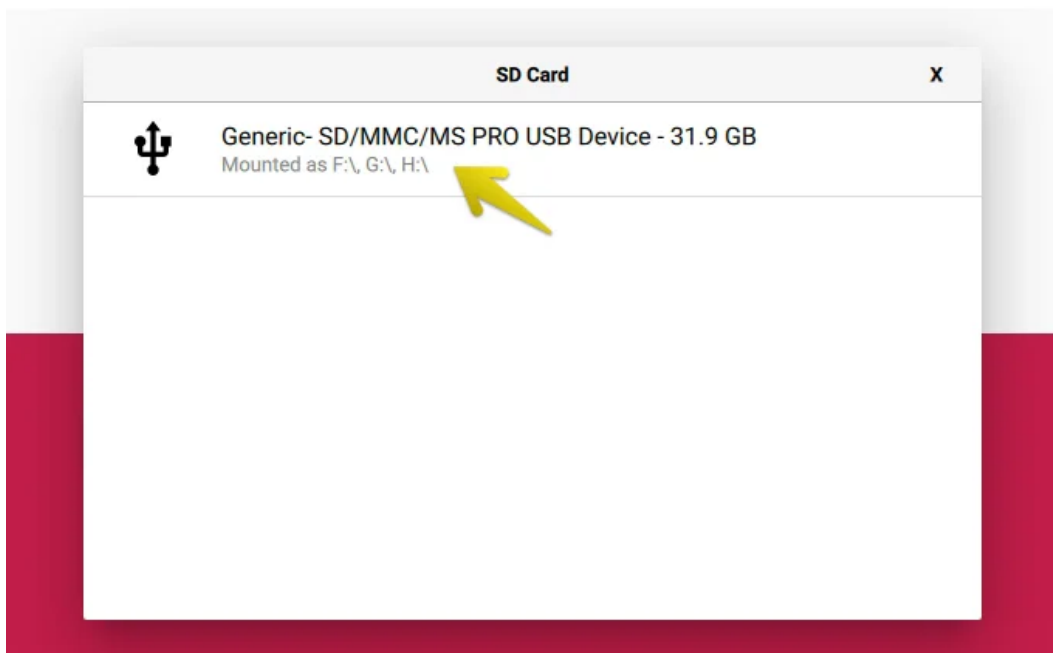 SD Card X
Generic- SD/MMC/MS PRO USB Device - 31.9 GB
Mounted as F:\, G:\, H:\